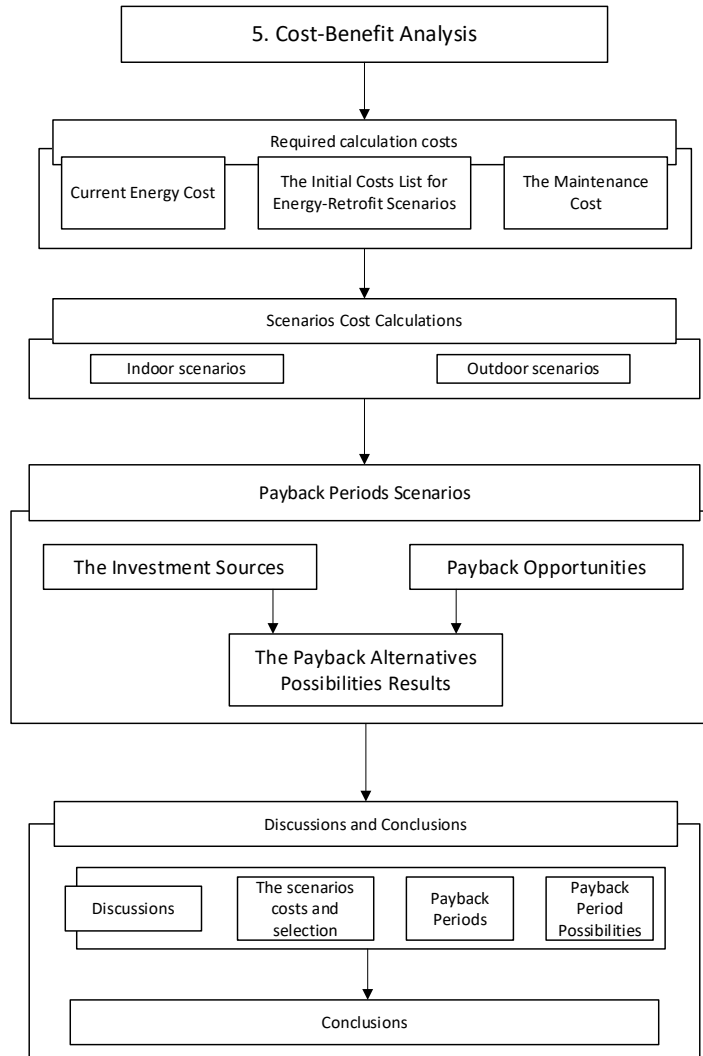 5. Cost-Benefit Analysis
Required calculation costs
Current Energy Cost
The Initial Costs List for
Energy-Retrofit Scenarios
The Maintenance
Cost
Scenarios Cost Calculations
Indoor scenarios
Outdoor scenarios
Payback Periods Scenarios
The Investment Sources
Payback Opportunities
The Payback Alternatives
Possibilities Results
Discussions and Conclusions
Discussions
The scenarios
costs and
selection
Payback
Periods
Payback
Period
Possibilities
Conclusions